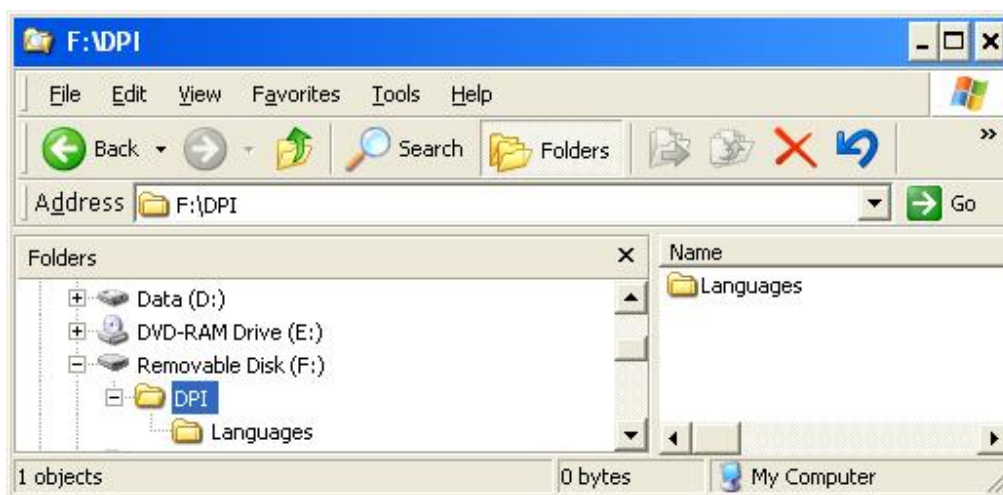 F:\DPI
File Edit View Favorites Tools Help
Back Search Folders »
Address F:\DPI Go
Folders
Name
Data (D:)
Languages
DVD-RAM Drive (E:)
Removable Disk (F:)
DPI
Languages
1 objects 0 bytes My Computer